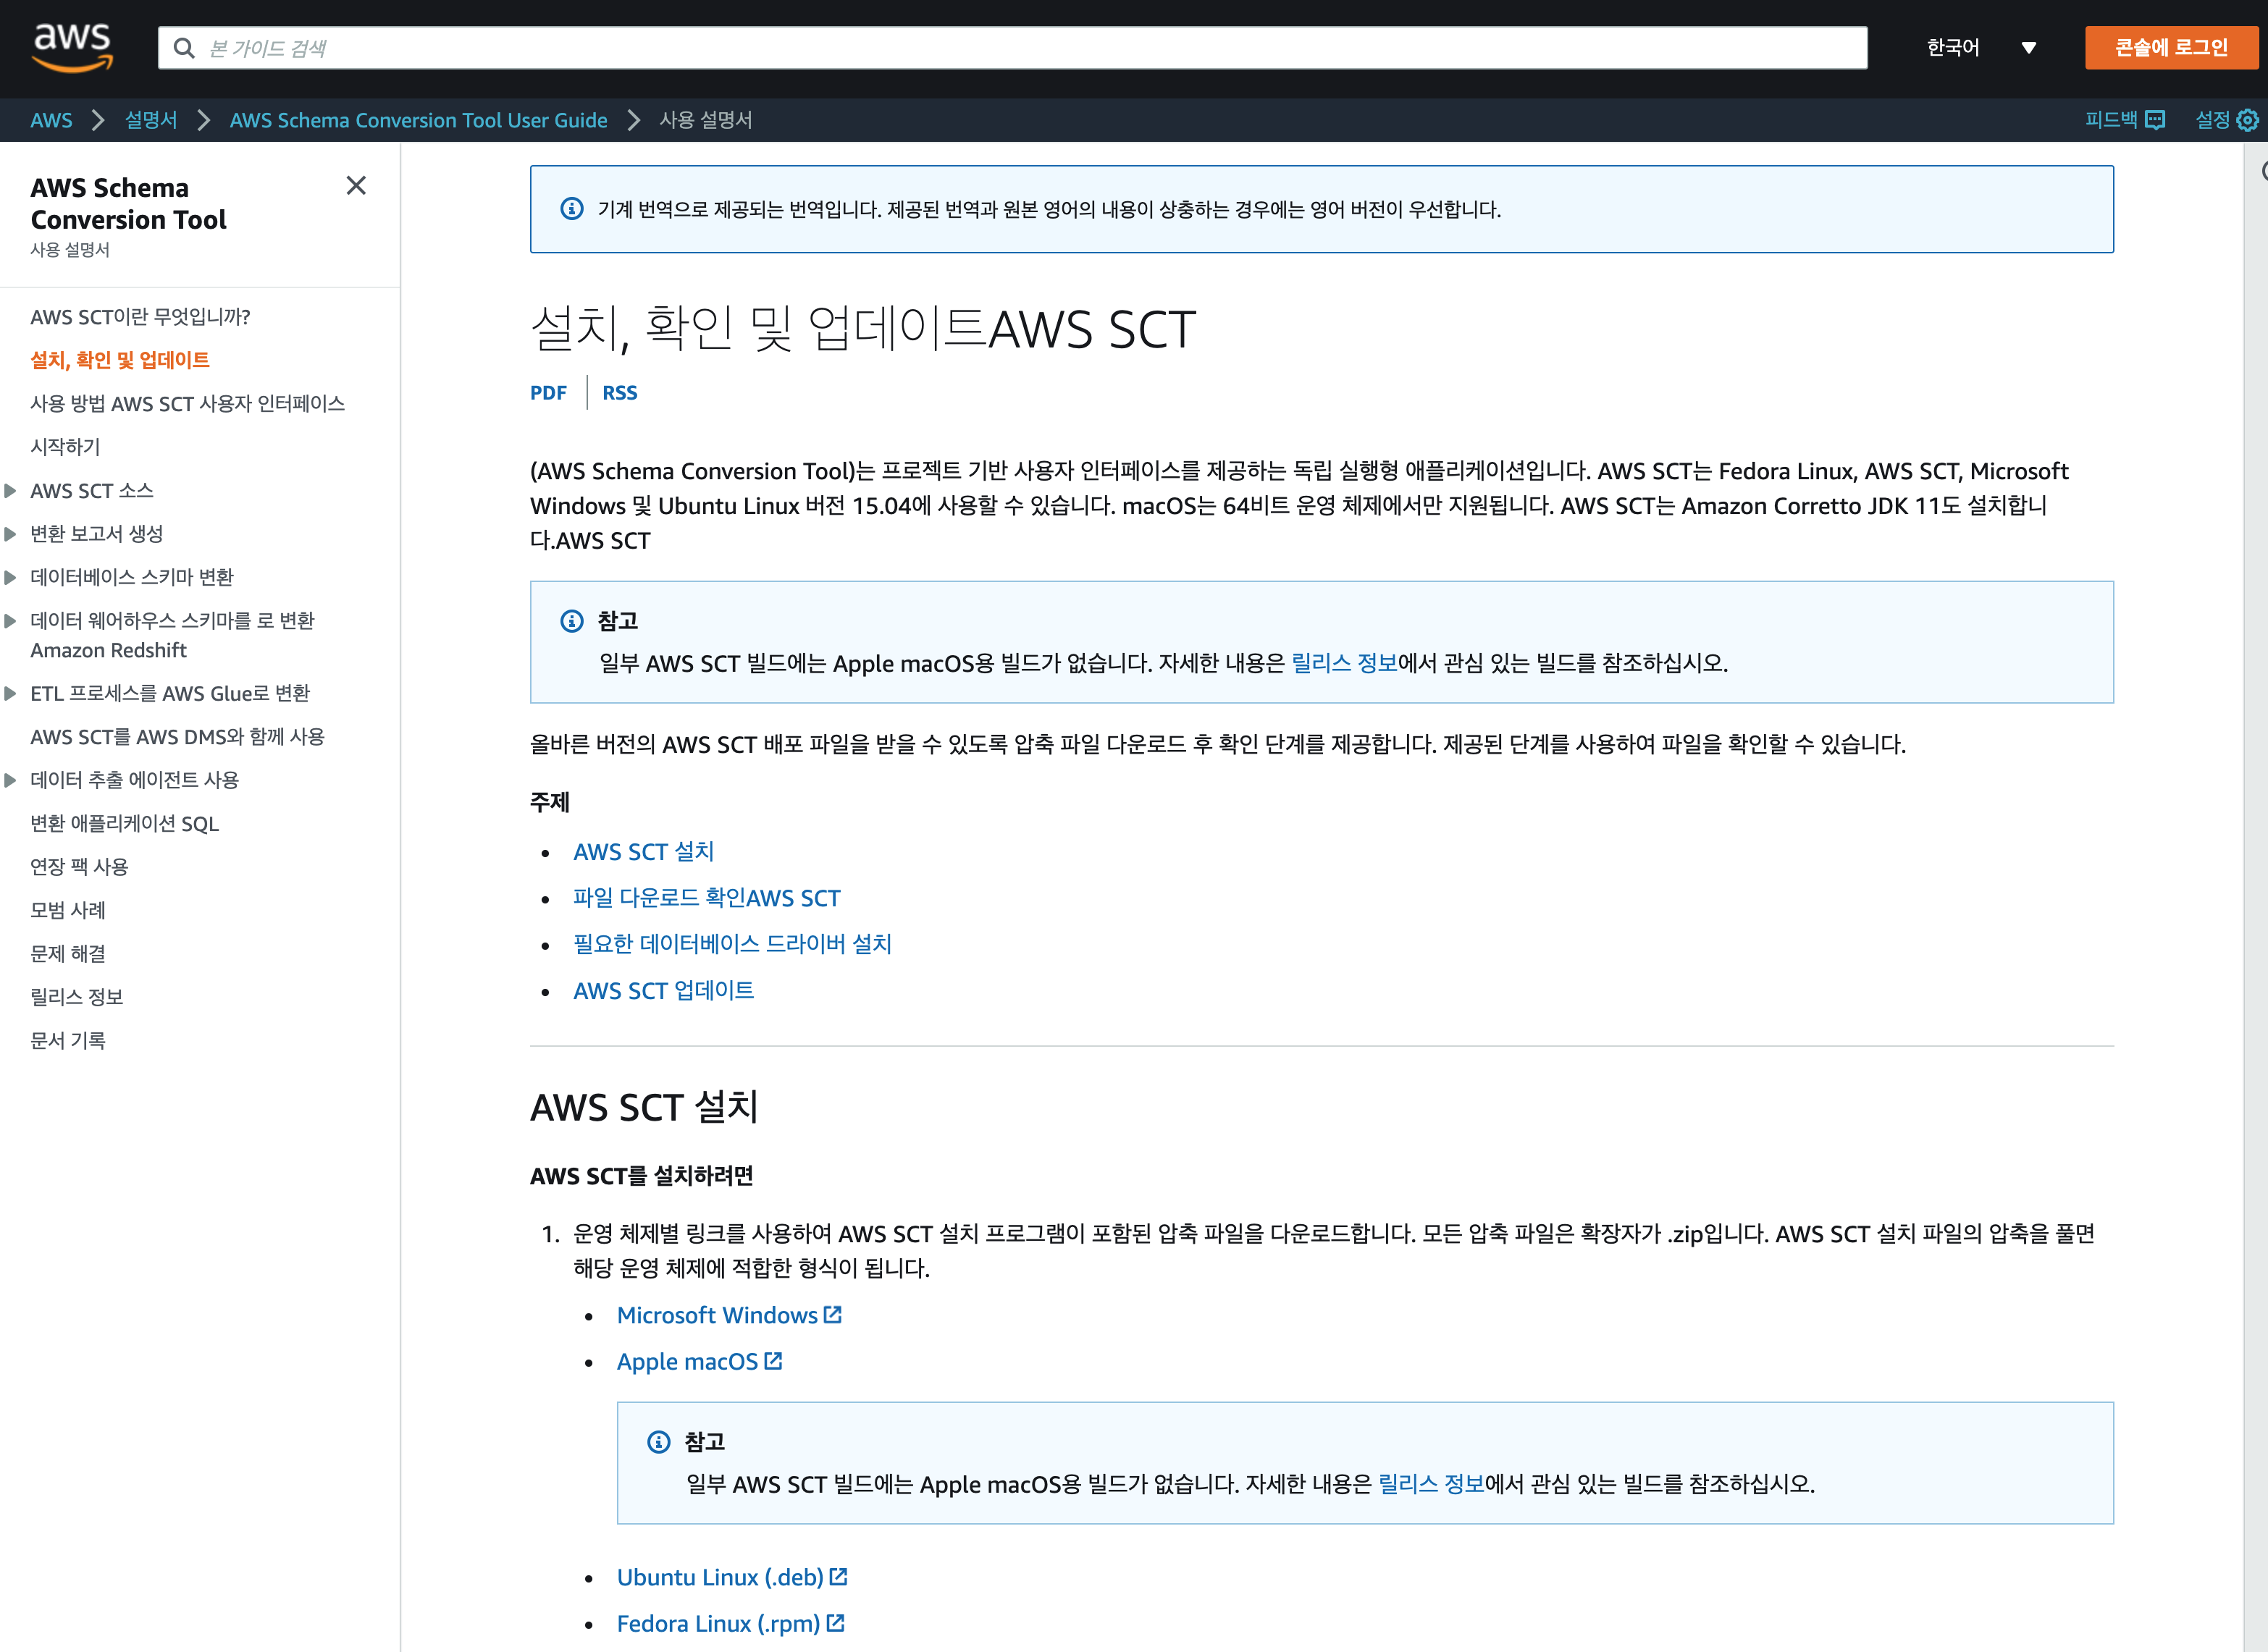 aws
본 가이드 검색
한국어
콘솔에 로그인
AWS
설명서
AWS Schema Conversion Tool User Guide
사용 설명서
피드백
설정
AWS Schema
Conversion Tool
사용 설명서
AWS SCT이란 무엇입니까?
설치, 확인 및 업데이트
사용 방법 AWS SCT 사용자 인터페이스
시작하기
AWS SCT 소스
변환 보고서 생성
데이터베이스 스키마 변환
데이터 웨어하우스 스키마를 로 변환
Amazon Redshift
ETL 프로세스를 AWS Glue로 변환
AWS SCT를 AWS DMS와 함께 사용
데이터 추출 에이전트 사용
변환 애플리케이션 SQL
연장 팩 사용
모범 사례
문제 해결
릴리스 정보
문서 기록
기계 번역으로 제공되는 번역입니다. 제공된 번역과 원본 영어의 내용이 상충하는 경우에는 영어 버전이 우선합니다.
설치, 확인 및 업데이트AWS SCT
PDF
RSS
(AWS Schema Conversion Tool)는 프로젝트 기반 사용자 인터페이스를 제공하는 독립 실행형 애플리케이션입니다. AWS SCT는 Fedora Linux, AWS SCT, Microsoft
Windows 및 Ubuntu Linux 버전 15.04에 사용할 수 있습니다. macOS는 64비트 운영 체제에서만 지원됩니다. AWS SCT는 Amazon Corretto JDK 11도 설치합니
다.AWS SCT
참고
일부 AWS SCT 빌드에는 Apple macOS용 빌드가 없습니다. 자세한 내용은 릴리스 정보에서 관심 있는 빌드를 참조하십시오.
올바른 버전의 AWS SCT 배포 파일을 받을 수 있도록 압축 파일 다운로드 후 확인 단계를 제공합니다. 제공된 단계를 사용하여 파일을 확인할 수 있습니다.
주제
• AWS SCT 설치
• 파일 다운로드 확인AWS SCT
• 필요한 데이터베이스 드라이버 설치
• AWS SCT 업데이트
AWS SCT 설치
AWS SCT를 설치하려면
1. 운영 체제별 링크를 사용하여 AWS SCT 설치 프로그램이 포함된 압축 파일을 다운로드합니다. 모든 압축 파일은 확장자가 .zip입니다. AWS SCT 설치 파일의 압축을 풀면
해당 운영 체제에 적합한 형식이 됩니다.
• Microsoft Windows
• Apple macOS
참고
일부 AWS SCT 빌드에는 Apple macOS용 빌드가 없습니다. 자세한 내용은 릴리스 정보에서 관심 있는 빌드를 참조하십시오.
• Ubuntu Linux (.deb)
• Fedora Linux (.rpm)